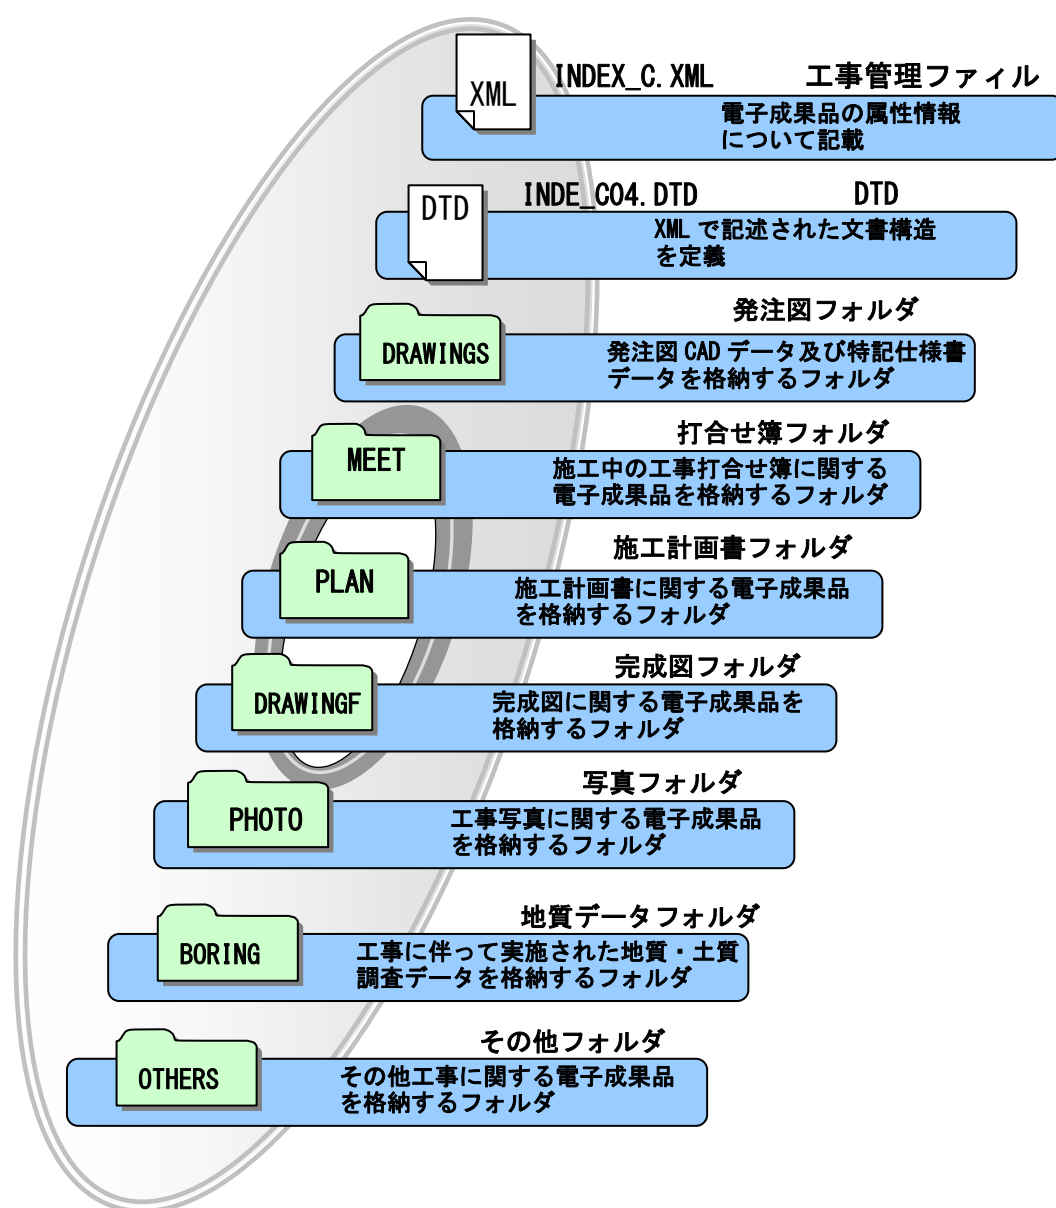 XML
INDEX_C.XML 工事管理ファィル
電子成果品の属性情報
について記載
DTD
INDE_C04.DTD DTD
XMLで記述された文書構造
を定義
発注図フォルダ
DRAWINGS
発注図CADデータ及び特記仕様書
データを格納するフォルダ
打合せ簿フォルダ
MEET
施工中の工事打合せ簿に関する
電子成果品を格納するフォルダ
施工計画書フォルダ
PLAN
施工計画書に関する電子成果品
を格納するフォルダ
完成図フォルダ
DRAWINGF
完成図に関する電子成果品を
格納するフォルダ
写真フォルダ
PHOTO
工事写真に関する電子成果品
を格納するフォルダ
地質データフォルダ
BORING
工事に伴って実施された地質・土質
調査データを格納するフォルダ
その他フォルダ
OTHERS
その他工事に関する電子成果品
を格納するフォルダ